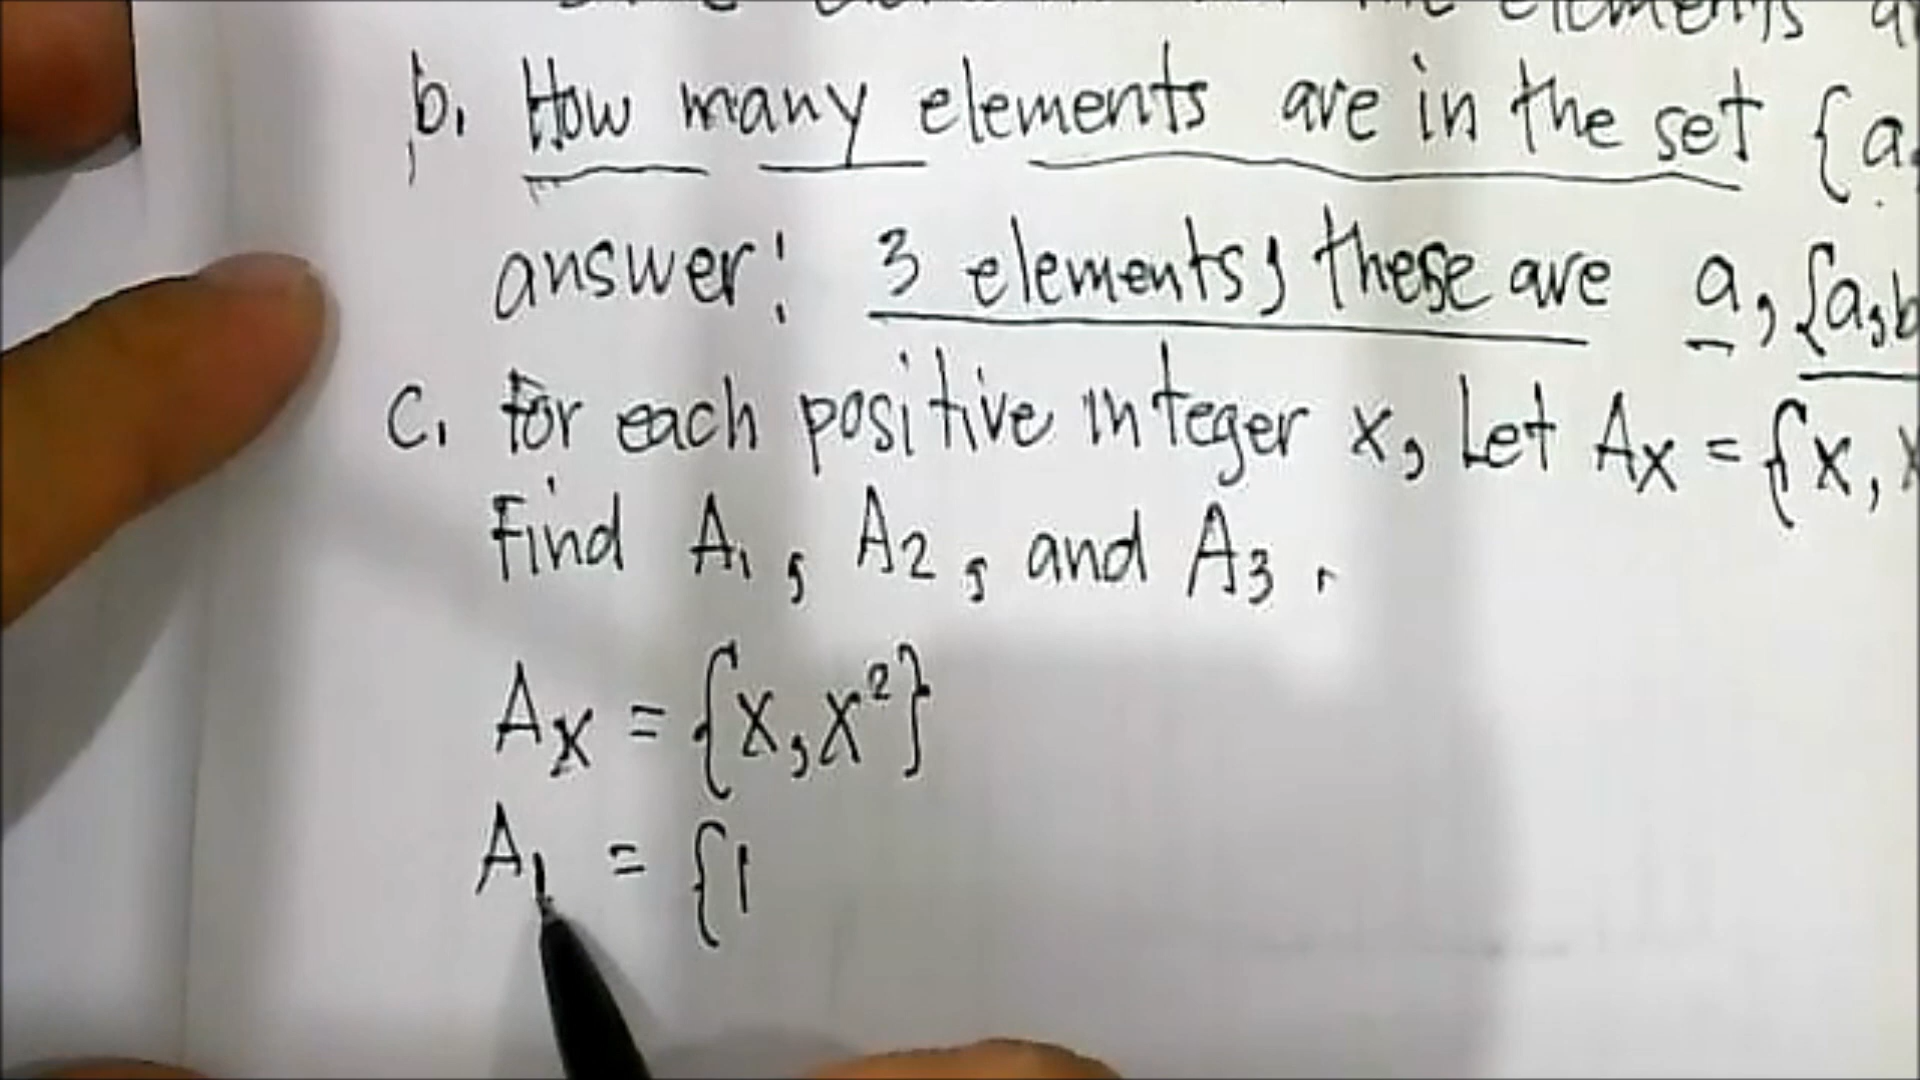 elements
b. How many elements are in the set {a,
answer: 3 elements; these are a, {a,b
c. For each positive integer x, Let Ax = {x,
Find A₁, A₂, and A₃.
Ax = {x, x²}
A₁ = {1